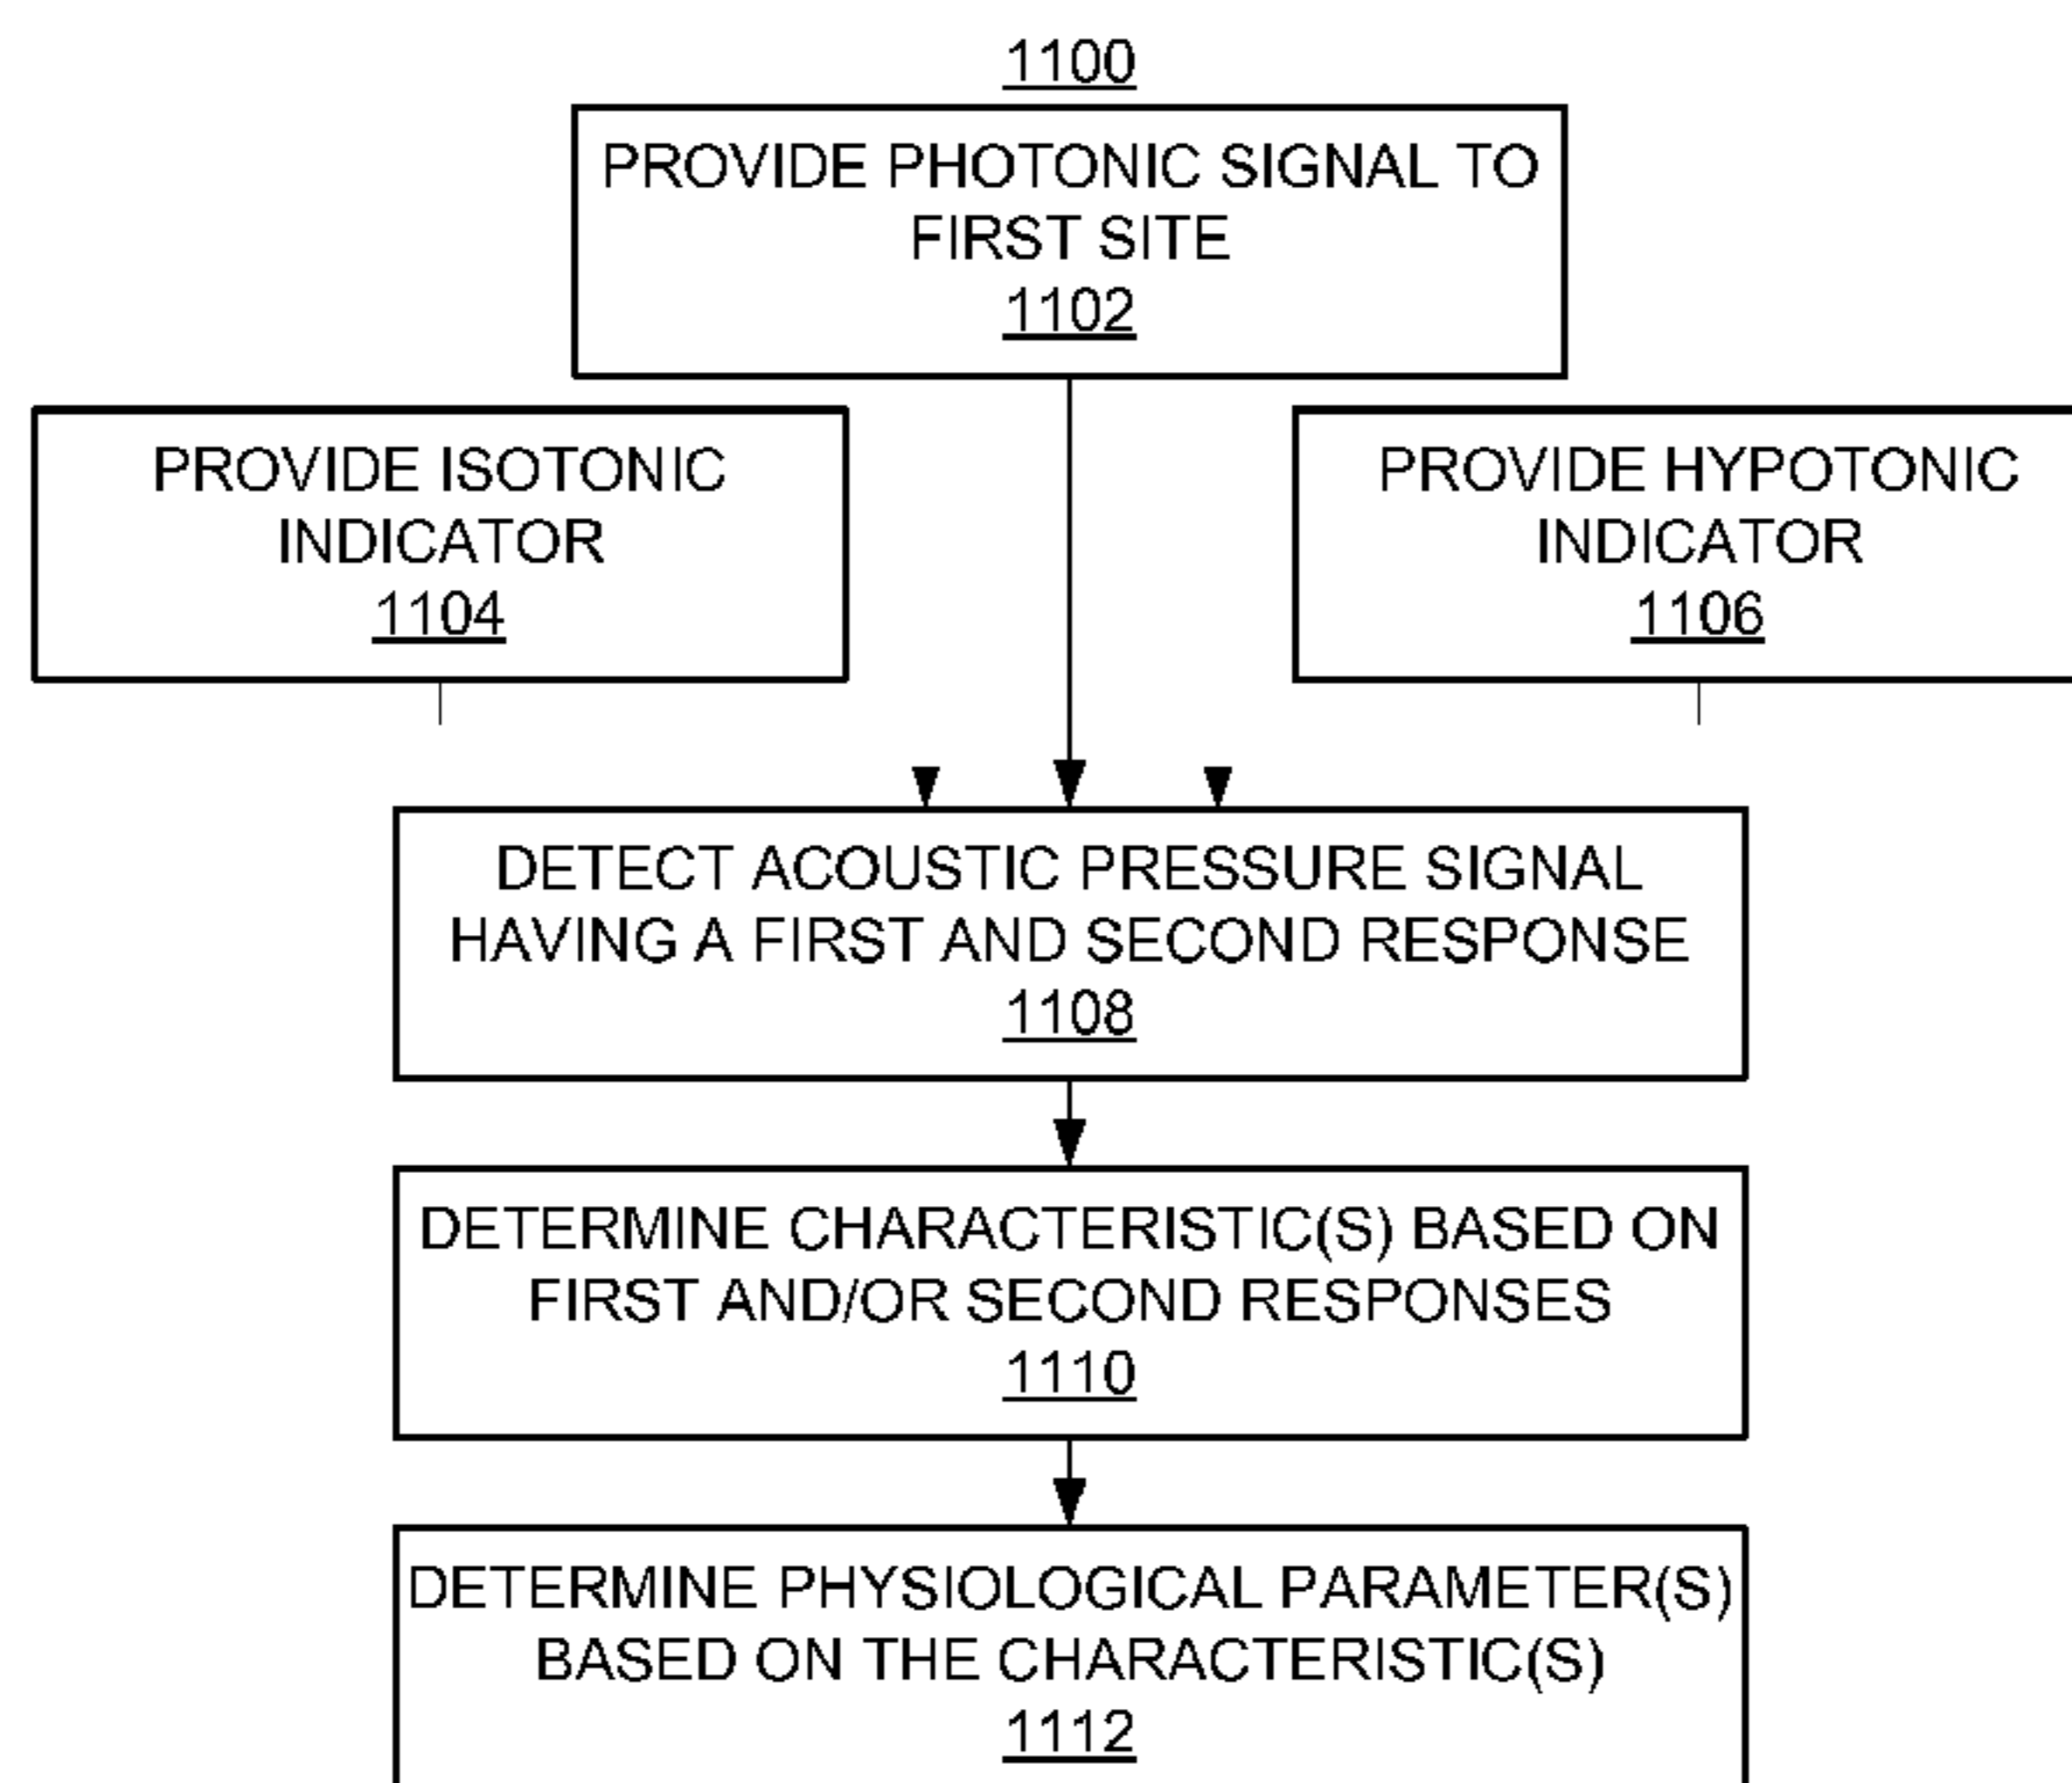 1100
PROVIDE PHOTONIC SIGNAL TO
FIRST SITE
1102
PROVIDE ISOTONIC
INDICATOR
1104
PROVIDE HYPOTONIC
INDICATOR
1106
DETECT ACOUSTIC PRESSURE SIGNAL
HAVING A FIRST AND SECOND RESPONSE
1108
DETERMINE CHARACTERISTIC(S) BASED ON
FIRST AND/OR SECOND RESPONSES
1110
DETERMINE PHYSIOLOGICAL PARAMETER(S)
BASED ON THE CHARACTERISTIC(S)
1112